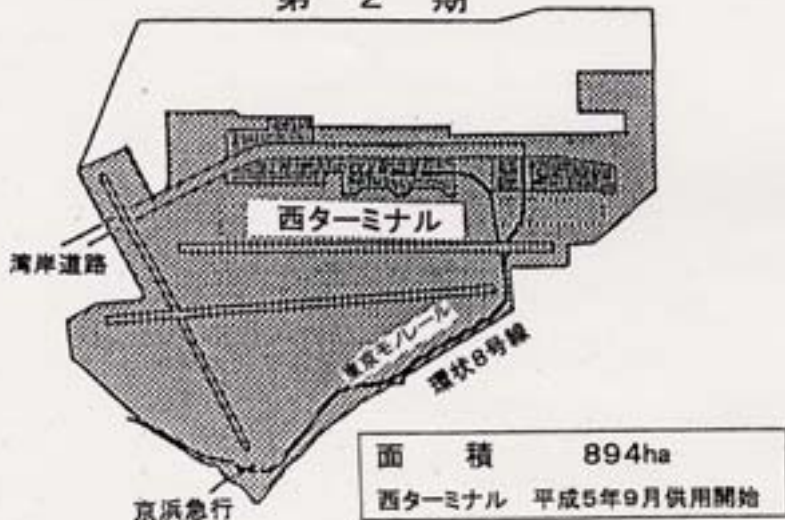 第 2 期
西ターミナル
湾岸道路
東京モノレール
環状8号線
京浜急行
面 積 894ha
西ターミナル 平成5年9月供用開始